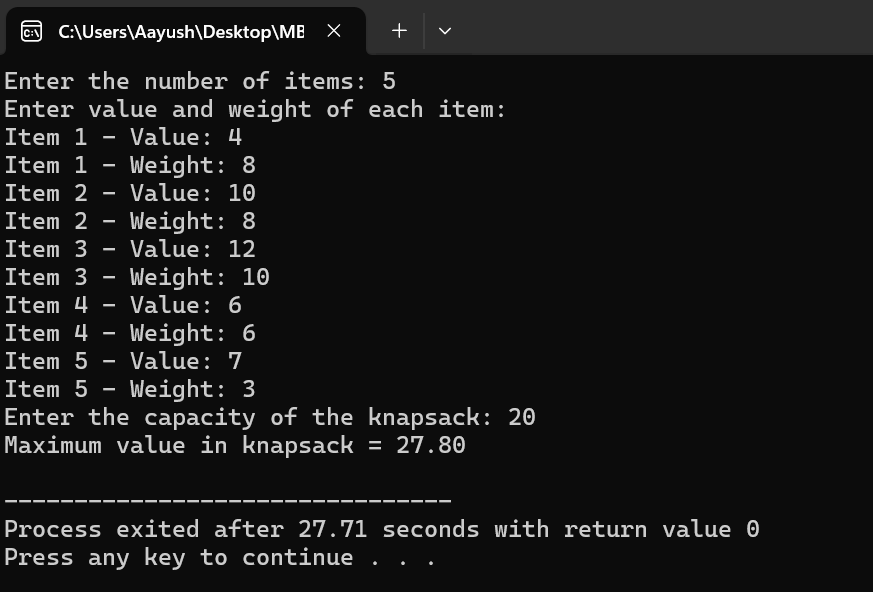 C:\Users\Aayush\Desktop\ME
Enter the number of items: 5
Enter value and weight of each item:
Item 1 - Value: 4
Item 1 - Weight: 8
Item 2 - Value: 10
Item 2 - Weight: 8
Item 3 - Value: 12
Item 3 - Weight: 10
Item 4 - Value: 6
Item 4 - Weight: 6
Item 5 - Value: 7
Item 5 - Weight: 3
Enter the capacity of the knapsack: 20
Maximum value in knapsack = 27.80
--------------------------------
Process exited after 27.71 seconds with return value 0
Press any key to continue . . .